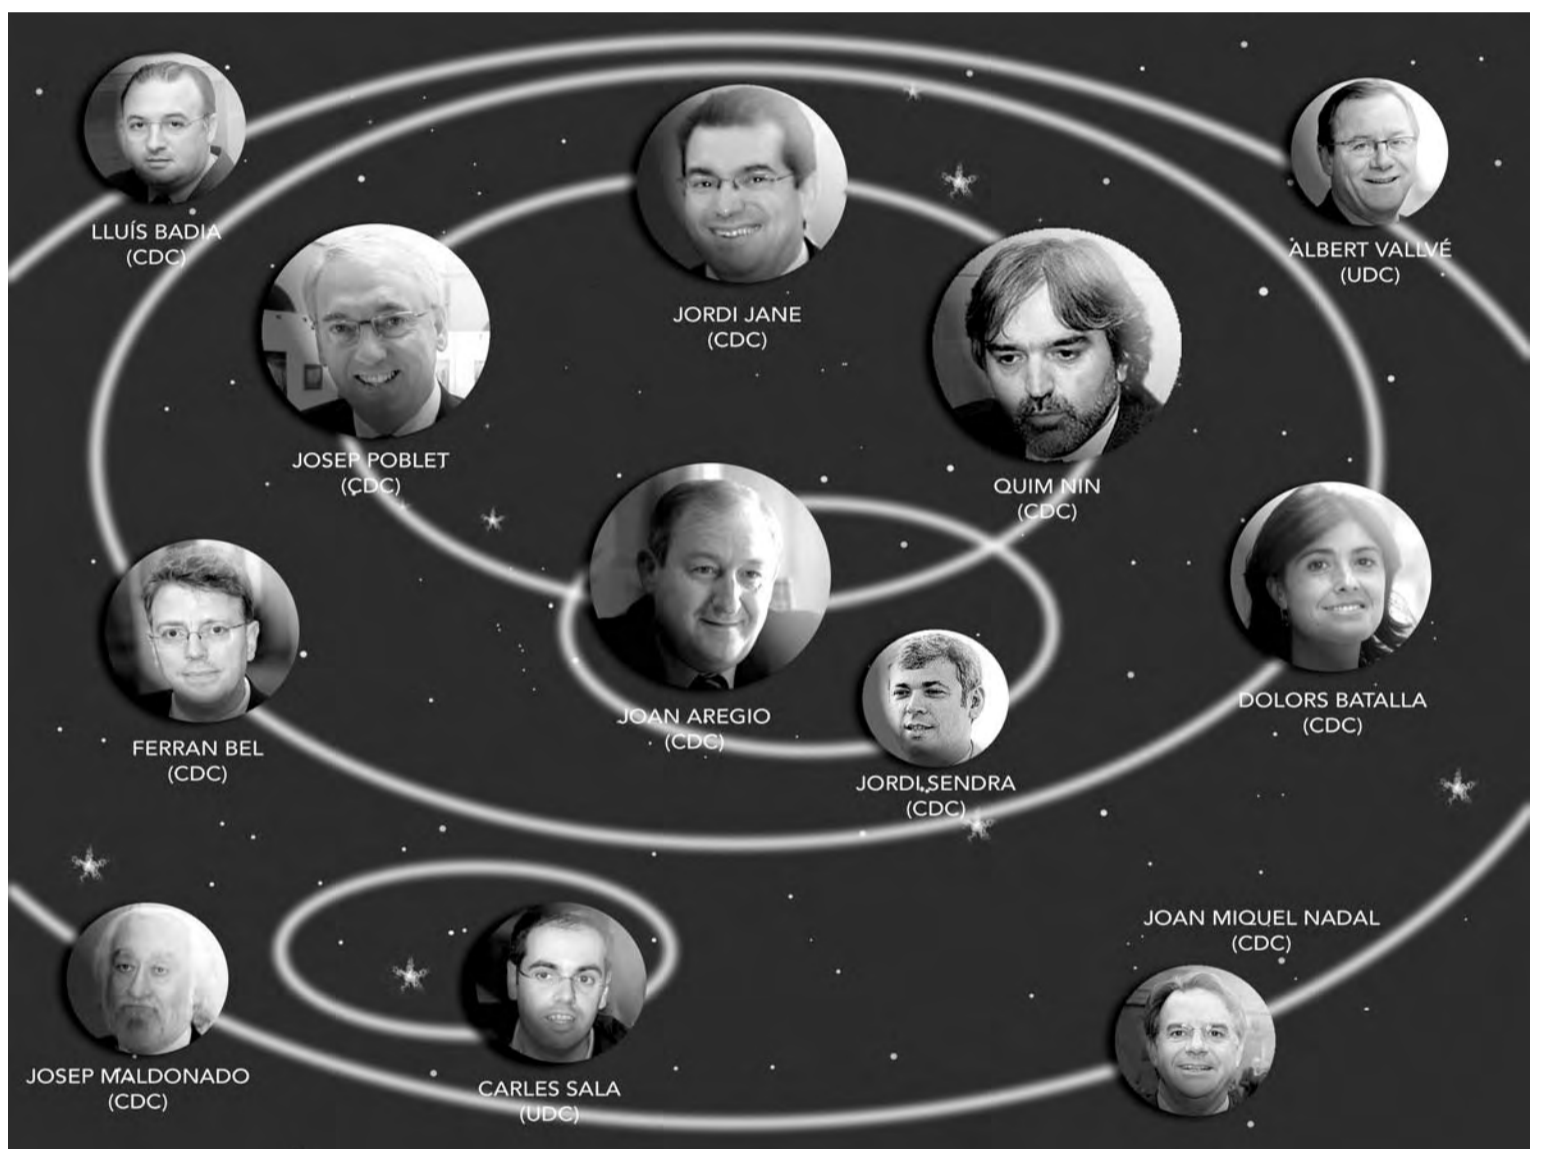 LLUÍS BADIA
(CDC)
ALBERT VALLVÉ
(UDC)
JORDI JANE
(CDC)
JOSEP POBLET
(CDC)
QUIM NIN
(CDC)
JOAN AREGIO
(CDC)
DOLORS BATALLA
(CDC)
FERRAN BEL
(CDC)
JORDI SENDRA
(CDC)
JOAN MIQUEL NADAL
(CDC)
JOSEP MALDONADO
(CDC)
CARLES SALA
(UDC)